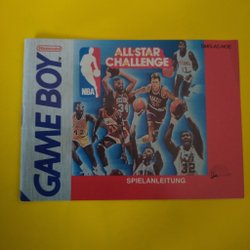 Nintendo
GAME BOY
NBA
ALL-STAR
CHALLENGE
SPIELANLEITUNG